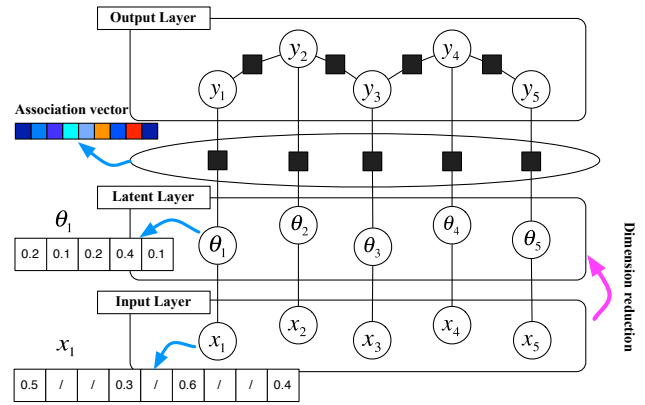 Output Layer
y2
y4
y1
y3
y5
Association vector
Latent Layer
θ1
θ1
θ2
θ3
θ4
θ5
0.2 0.1 0.2 0.4 0.1
Dimension reduction
Input Layer
x1
x1
x2
x3
x4
x5
0.5 / / 0.3 / 0.6 / / 0.4